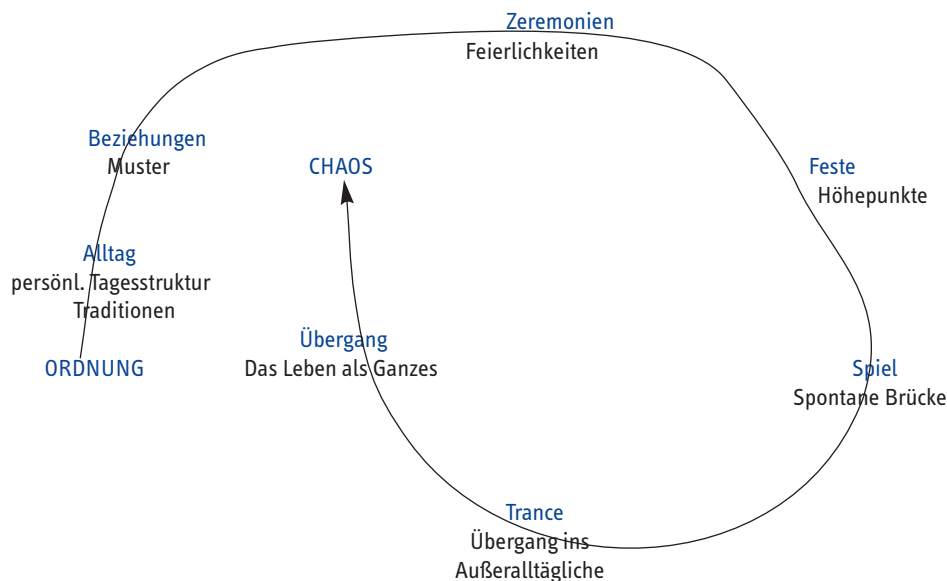 Zeremonien
Feierlichkeiten
Beziehungen
Muster
CHAOS
Feste
Höhepunkte
Alltag
persönl. Tagesstruktur
Traditionen
ORDNUNG
Übergang
Das Leben als Ganzes
Spiel
Spontane Brücke
Trance
Übergang ins
Außeralltägliche